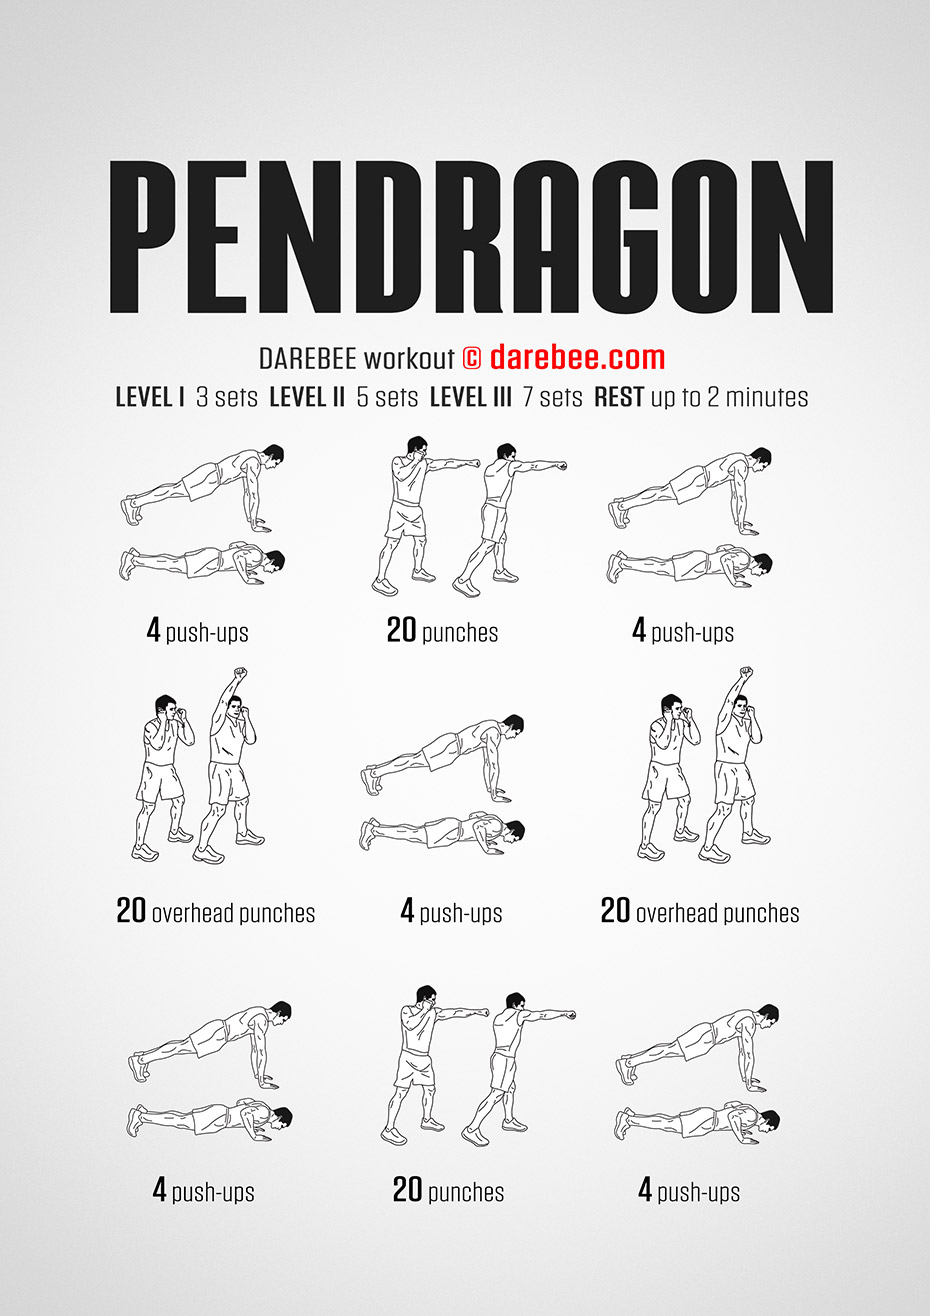 PENDRAGON
DAREBEE workout © darebee.com
LEVEL I 3 sets LEVEL II 5 sets LEVEL III 7 sets REST up to 2 minutes
4 push-ups
20 punches
4 push-ups
20 overhead punches
4 push-ups
20 overhead punches
4 push-ups
20 punches
4 push-ups